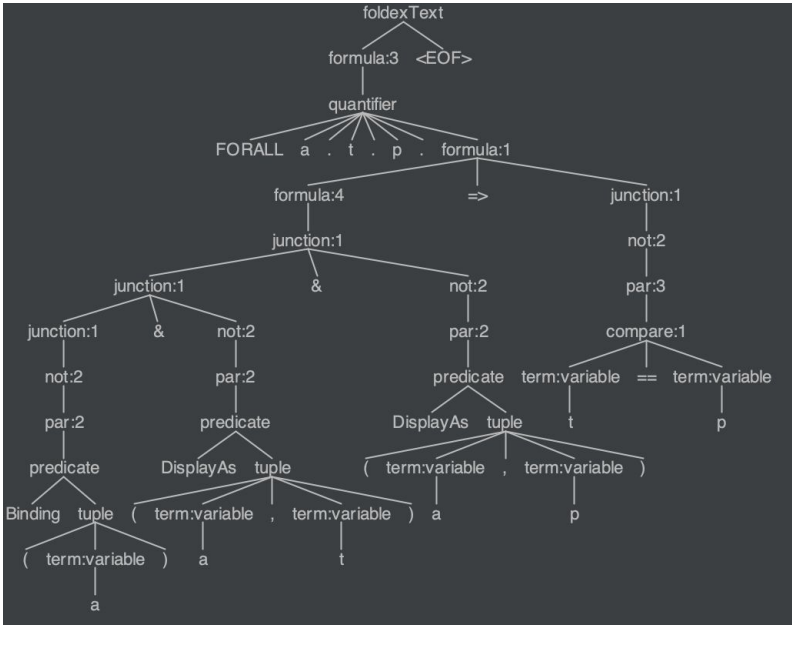 foldexText
formula:3 <EOF>
quantifier
FORALL a . t . p . formula:1
formula:4 => junction:1
junction:1 not:2
junction:1 & not:2 par:3
junction:1 & not:2 par:2 compare:1
not:2 par:2 predicate term:variable == term:variable
par:2 predicate DisplayAs tuple t p
predicate DisplayAs tuple ( term:variable , term:variable )
Binding tuple ( term:variable , term:variable ) a p
( term:variable ) a t
a